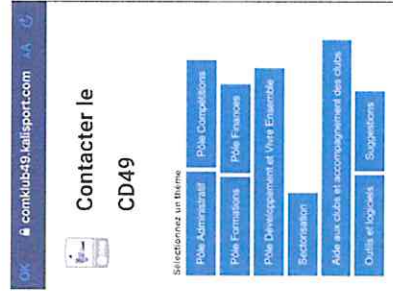 OK comklub49.kalisport.com AA
Contacter le
CD49
Sélectionnez un thème
Pôle Administratif Pôle Compétitions
Pôle Formations Pôle Finances
Pôle Développement et Vivre Ensemble
Sectorisation
Aide aux clubs et accompagnement des clubs
Outils et logiciels Suggestions